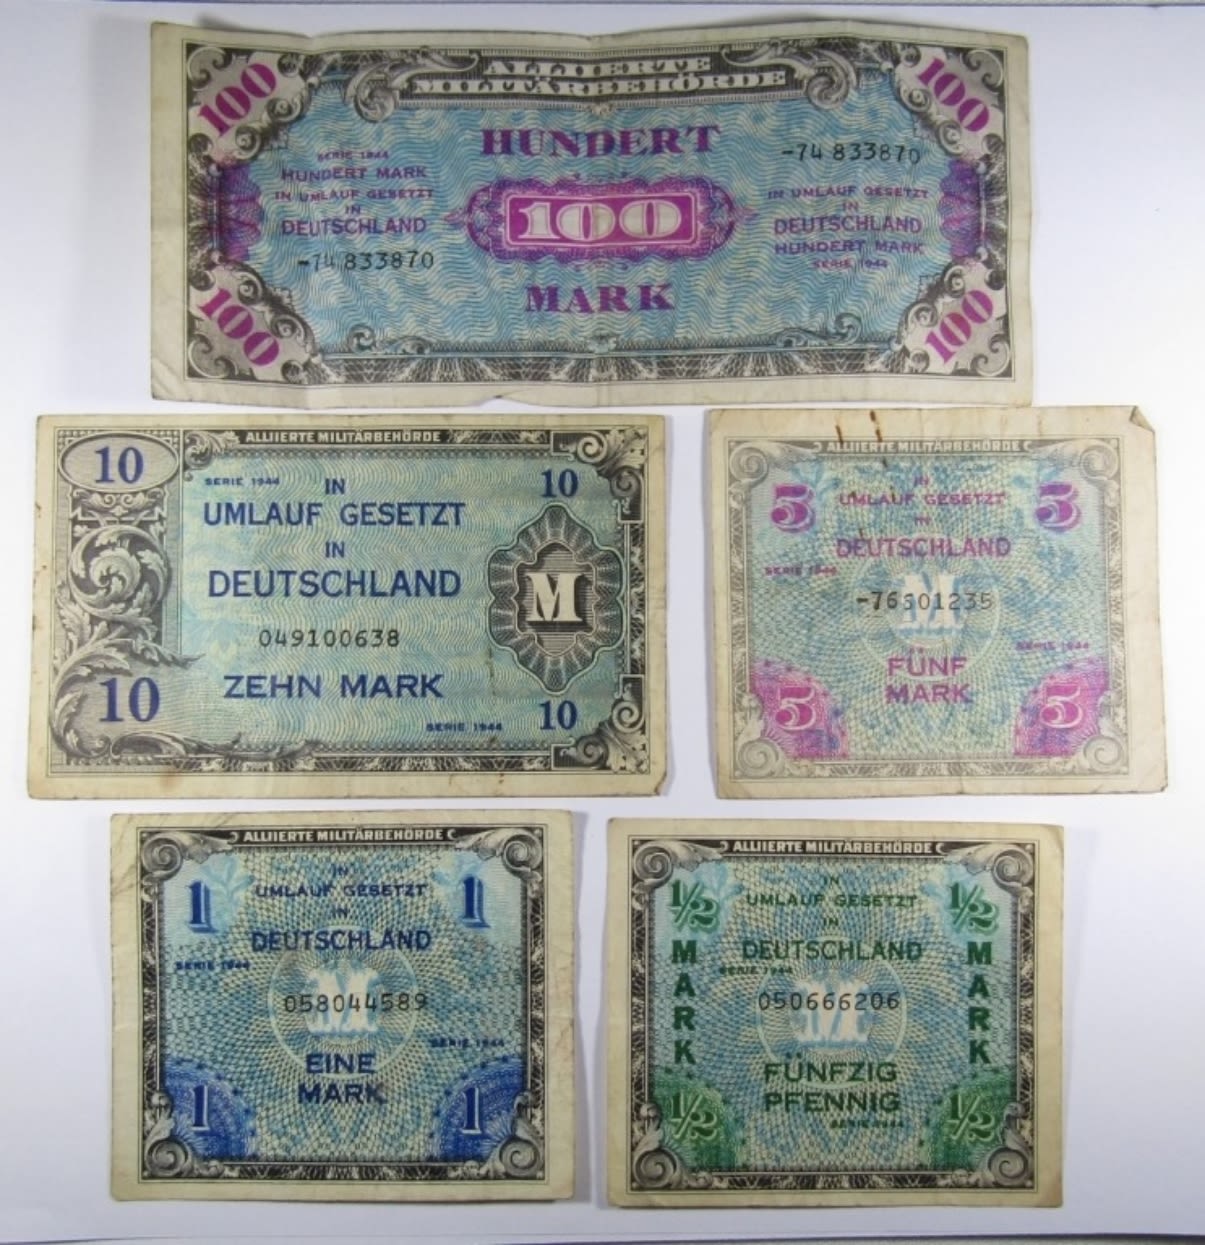 ALLIIERTE
MILITÄRBEHÖRDE
100
100
HUNDERT
-74 833870
SERIE 1944
HUNDERT MARK
IN UMLAUF GESETZT
IN
DEUTSCHLAND
-74 833870
100
IN UMLAUF GESETZT
IN
DEUTSCHLAND
HUNDERT MARK
SERIE 1944
MARK
100
100
ALLIIERTE MILITÄRBEHÖRDE
10
10
SERIE 1944
IN
UMLAUF GESETZT
IN
DEUTSCHLAND
M
049100638
ZEHN MARK
10
SERIE 1944
10
ALLIIERTE MILITÄRBEHÖRDE
5
5
IN
UMLAUF GESETZT
IN
DEUTSCHLAND
SERIE 1944
M
-76301235
SERIE 1944
FÜNF
MARK
5
5
ALLIIERTE MILITÄRBEHÖRDE
1
1
IN
UMLAUF GESETZT
IN
DEUTSCHLAND
SERIE 1944
M
058044589
SERIE 1944
EINE
MARK
1
1
ALLIIERTE MILITÄRBEHÖRDE
1/2
1/2
IN
UMLAUF GESETZT
IN
DEUTSCHLAND
SERIE 1944
MARK
MARK
M
050666206
FÜNFZIG
PFENNIG
SERIE 1944
1/2
1/2